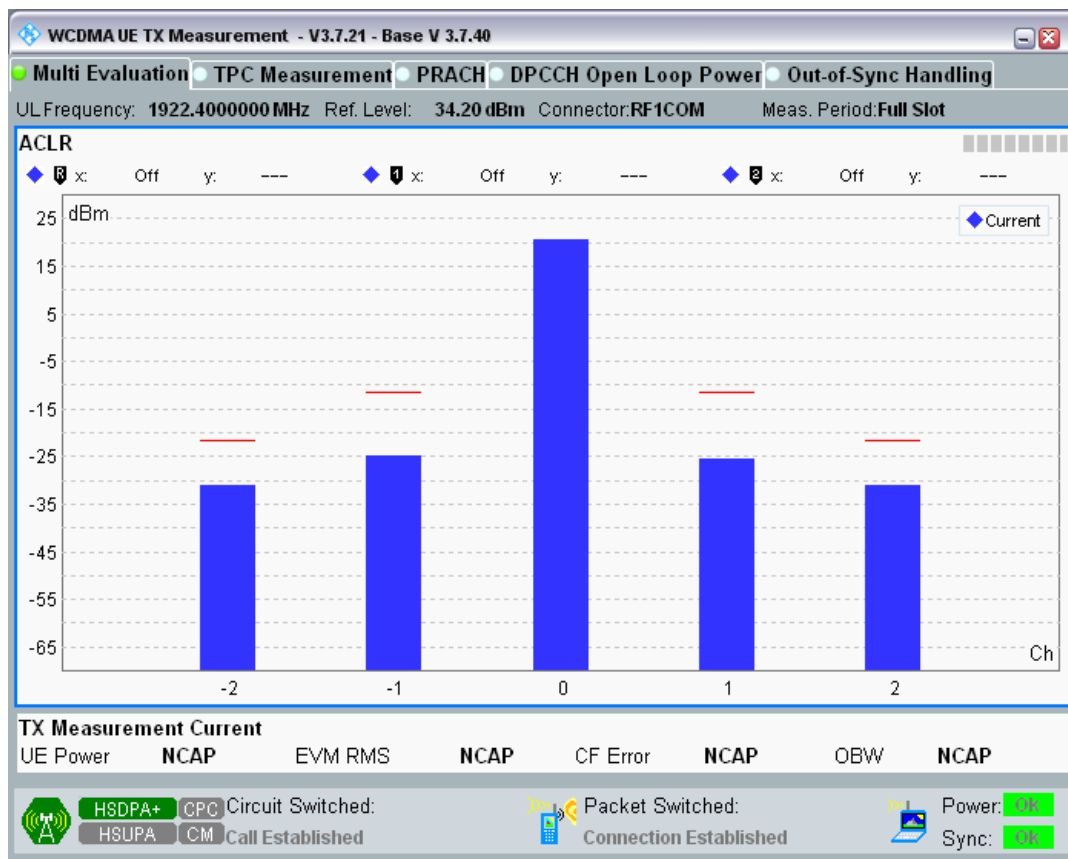 WCDMA UE TX Measurement - V3.7.21 - Base V 3.7.40
Multi Evaluation TPC Measurement PRACH DPCCH Open Loop Power Out-of-Sync Handling
UL Frequency: 1922.4000000 MHz Ref. Level: 34.20 dBm Connector:RF1COM Meas. Period:Full Slot
ACLR
R x: Off y: --- 1 x: Off y: --- 2 x: Off y: ---
dBm
Current
25
15
5
-5
-15
-25
-35
-45
-55
-65
Ch
-2 -1 0 1 2
TX Measurement Current
UE Power NCAP EVM RMS NCAP CF Error NCAP OBW NCAP
HSDPA+ CPC Circuit Switched: Packet Switched: Power: OK
HSUPA CM Call Established Connection Established Sync: OK